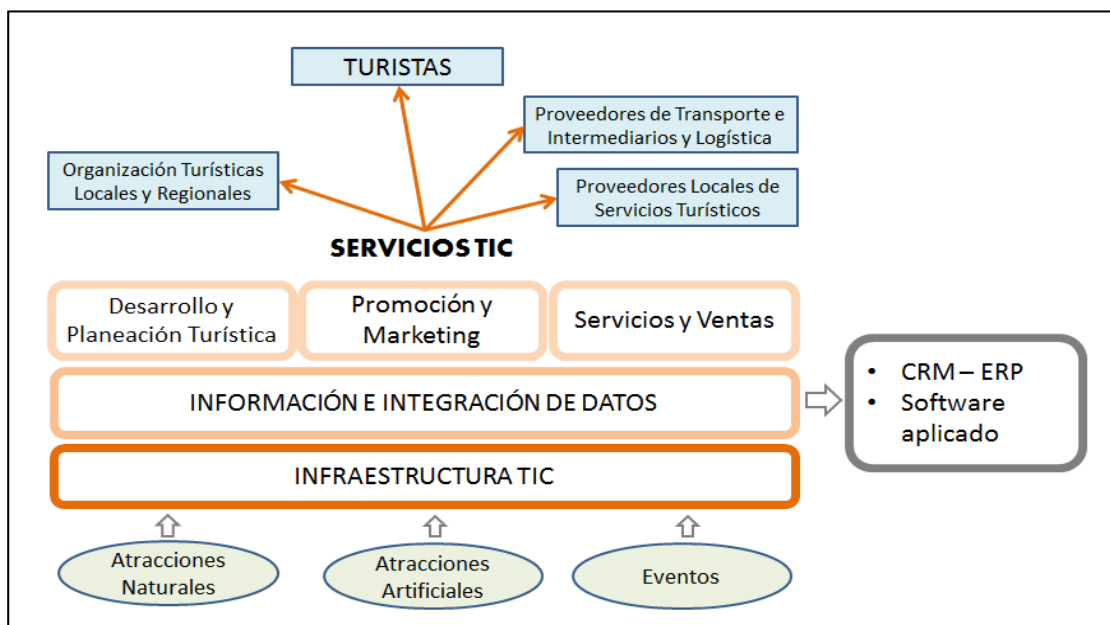 TURISTAS
Proveedores de Transporte e
Intermediarios y Logística
Organización Turísticas
Locales y Regionales
Proveedores Locales de
Servicios Turísticos
SERVICIOS TIC
Desarrollo y
Planeación Turística
Promoción y
Marketing
Servicios y Ventas
• CRM – ERP
• Software
aplicado
INFORMACIÓN E INTEGRACIÓN DE DATOS
INFRAESTRUCTURA TIC
Atracciones
Naturales
Atracciones
Artificiales
Eventos